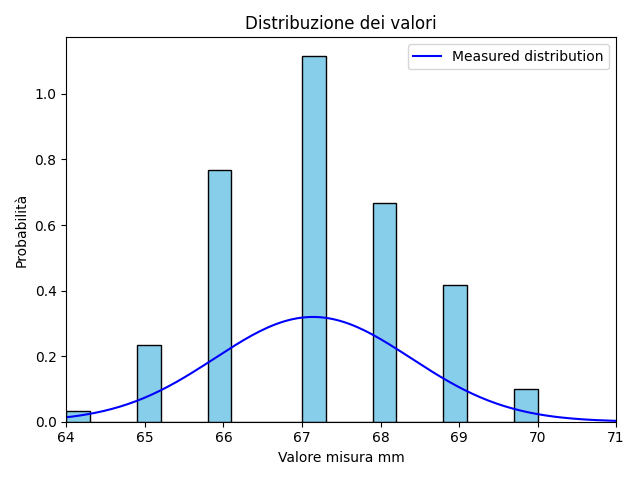 Distribuzione dei valori
Measured distribution
Probabilità
1.0
0.8
0.6
0.4
0.2
0.0
64 65 66 67 68 69 70 71
Valore misura mm